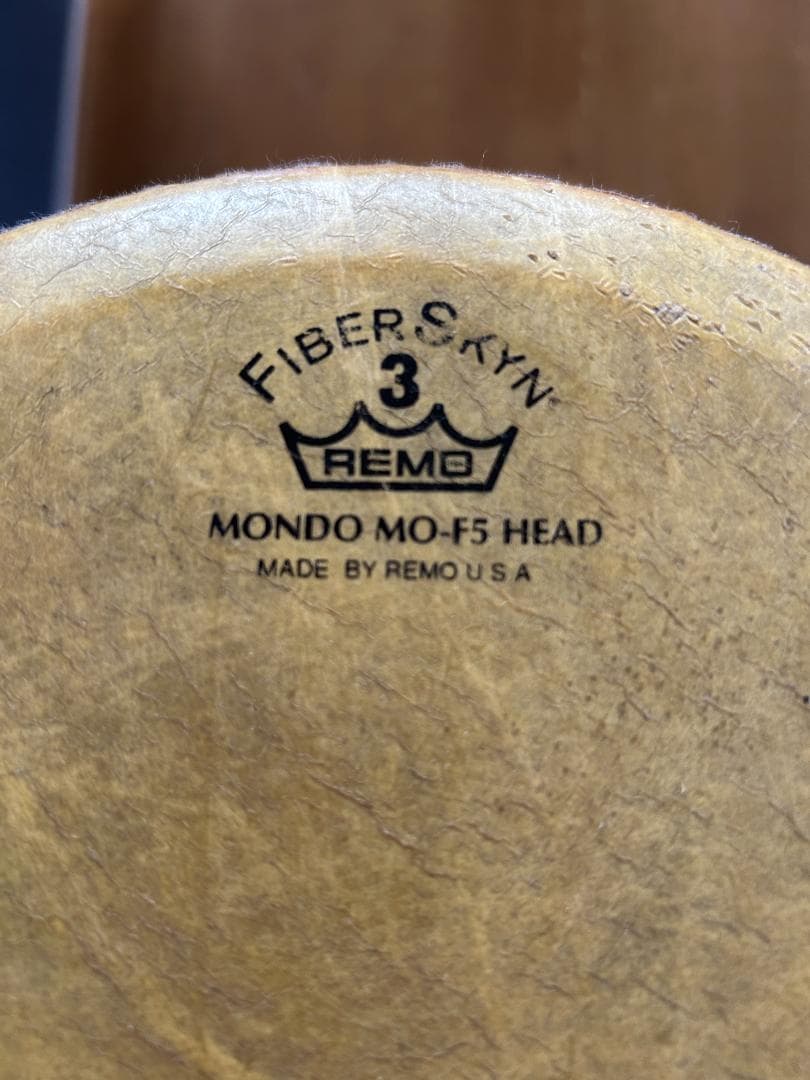 FIBERSKYN
3
REMO
MONDO MO-F5 HEAD
MADE BY REMO U S A